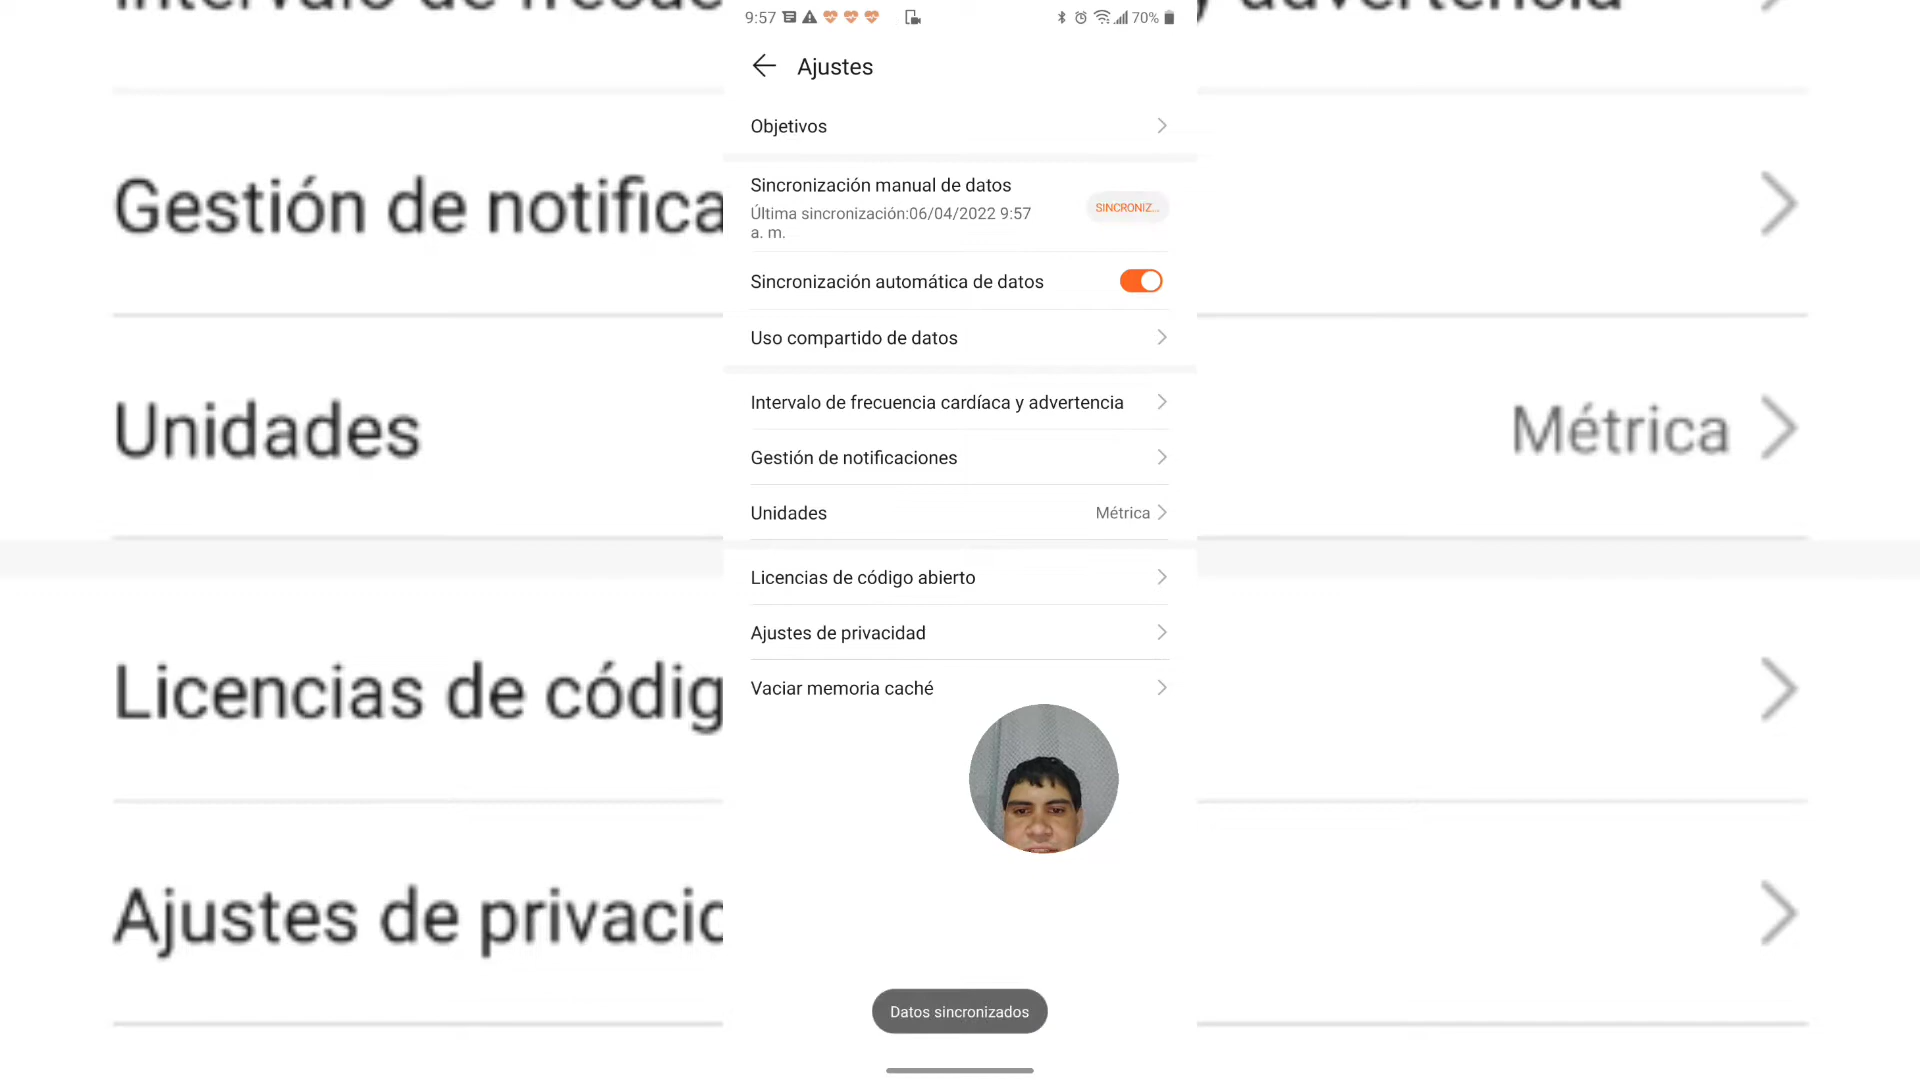 9:57
70%
Ajustes
Objetivos
Sincronización manual de datos
SINCRONIZ...
Última sincronización:06/04/2022 9:57
a. m.
Sincronización automática de datos
Uso compartido de datos
Intervalo de frecuencia cardíaca y advertencia
Gestión de notificaciones
Unidades
Métrica
Licencias de código abierto
Ajustes de privacidad
Vaciar memoria caché
Datos sincronizados
y advertencia
Gestión de notifica
Unidades
Métrica
Licencias de códig
Ajustes de privacic